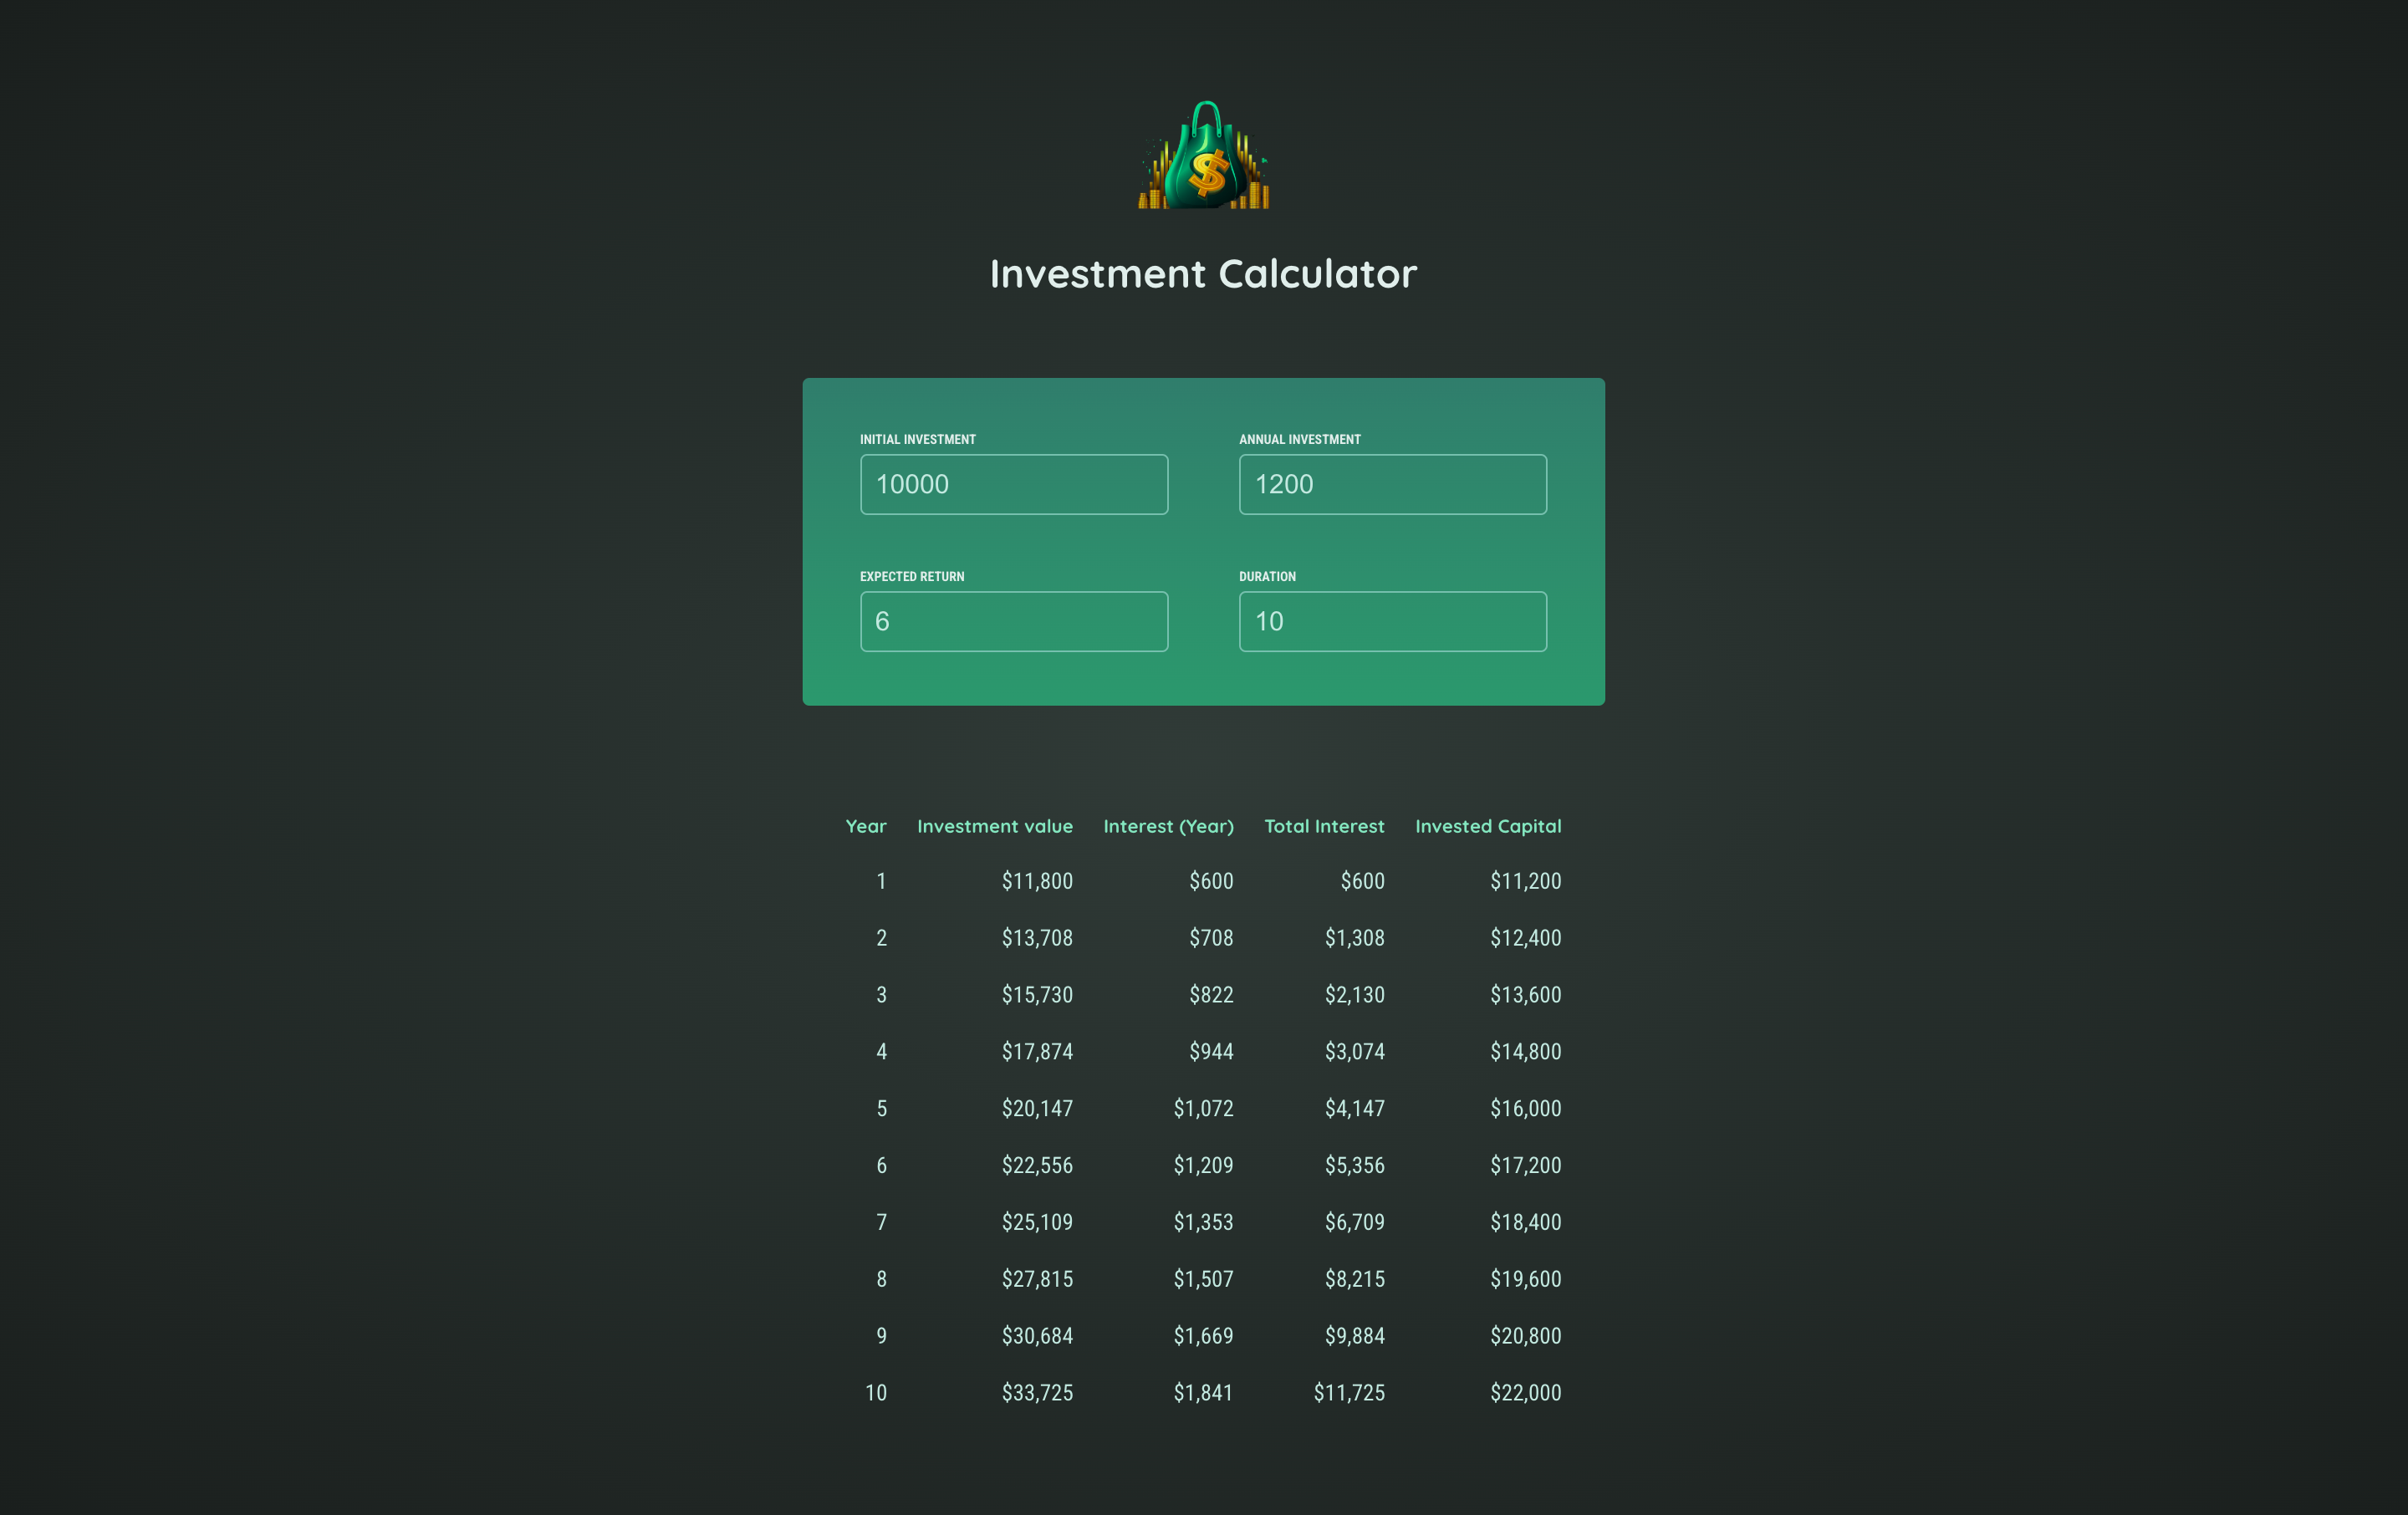 $
Investment Calculator
INITIAL INVESTMENT ANNUAL INVESTMENT
10000 1200
EXPECTED RETURN DURATION
6 10
Year Investment value Interest (Year) Total Interest Invested Capital
1 $11,800 $600 $600 $11,200
2 $13,708 $708 $1,308 $12,400
3 $15,730 $822 $2,130 $13,600
4 $17,874 $944 $3,074 $14,800
5 $20,147 $1,072 $4,147 $16,000
6 $22,556 $1,209 $5,356 $17,200
7 $25,109 $1,353 $6,709 $18,400
8 $27,815 $1,507 $8,215 $19,600
9 $30,684 $1,669 $9,884 $20,800
10 $33,725 $1,841 $11,725 $22,000